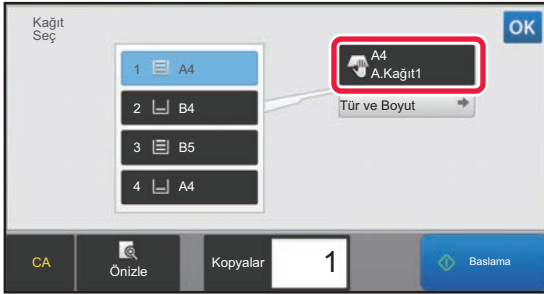 Kağıt
Seç
OK
1 A4
2 B4
3 B5
4 A4
A4
A.Kağıt1
Tür ve Boyut
CA
Önizle
Kopyalar
1
Baslama